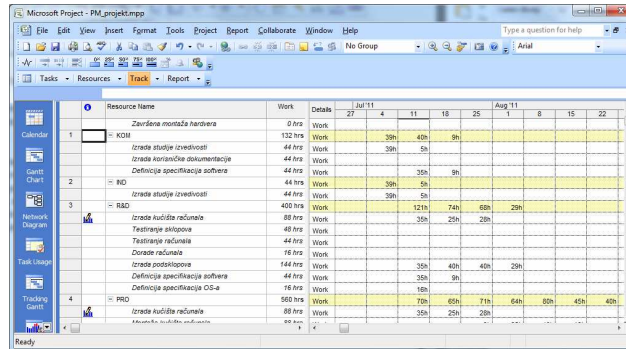 Microsoft Project - PM_projekt.mpp
File Edit View Insert Format Tools Project Report Collaborate Window Help Type a question for help
No Group Arial
Tasks Resources Track Report
Resource Name Work Details Jul '11 Aug '11
27 4 11 18 25 1 8 15 22
Završena montaža hardvera 0 hrs Work
1 KOM 132 hrs Work 39h 40h 9h
Izrada studije izvedivosti 44 hrs Work 39h 5h
Izrada korisničke dokumentacije 44 hrs Work
Definicija specifikacija softvera 44 hrs Work 35h 9h
2 IND 44 hrs Work 39h 5h
Izrada studije izvedivosti 44 hrs Work 39h 5h
3 R&D 400 hrs Work 121h 74h 68h 29h
Izrada kućišta računala 88 hrs Work 35h 25h 28h
Testiranje sklopova 48 hrs Work
Testiranje računala 44 hrs Work
Dorade računala 16 hrs Work
Izrada podsklopova 144 hrs Work 35h 40h 40h 29h
Definicija specifikacija softvera 44 hrs Work 35h 9h
Definicija specifikacija OS-a 16 hrs Work 16h
4 PRO 560 hrs Work 70h 65h 71h 64h 80h 45h 40h
Izrada kućišta računala 88 hrs Work 35h 25h 28h
Calendar
Gantt
Chart
Network
Diagram
Task Usage
Tracking
Gantt
Ready